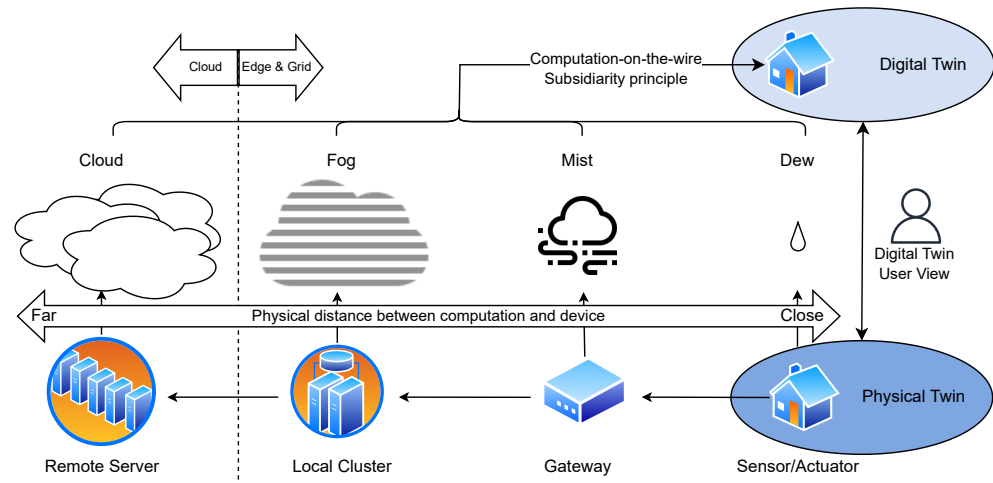 Cloud
Edge & Grid
Computation-on-the-wire
Subsidiarity principle
Digital Twin
Cloud
Fog
Mist
Dew
Digital Twin
User View
Far
Physical distance between computation and device
Close
Physical Twin
Remote Server
Local Cluster
Gateway
Sensor/Actuator